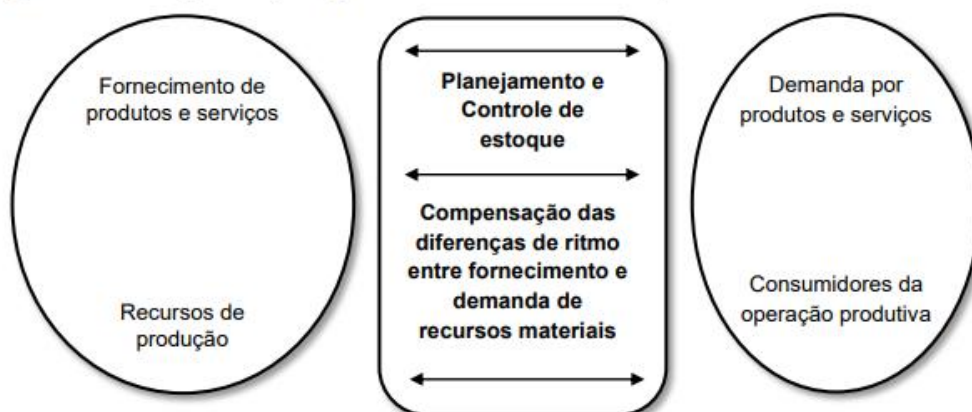 Fornecimento de
produtos e serviços
Recursos de
produção
Planejamento e
Controle de
estoque
Compensação das
diferenças de ritmo
entre fornecimento e
demanda de
recursos materiais
Demanda por
produtos e serviços
Consumidores da
operação produtiva